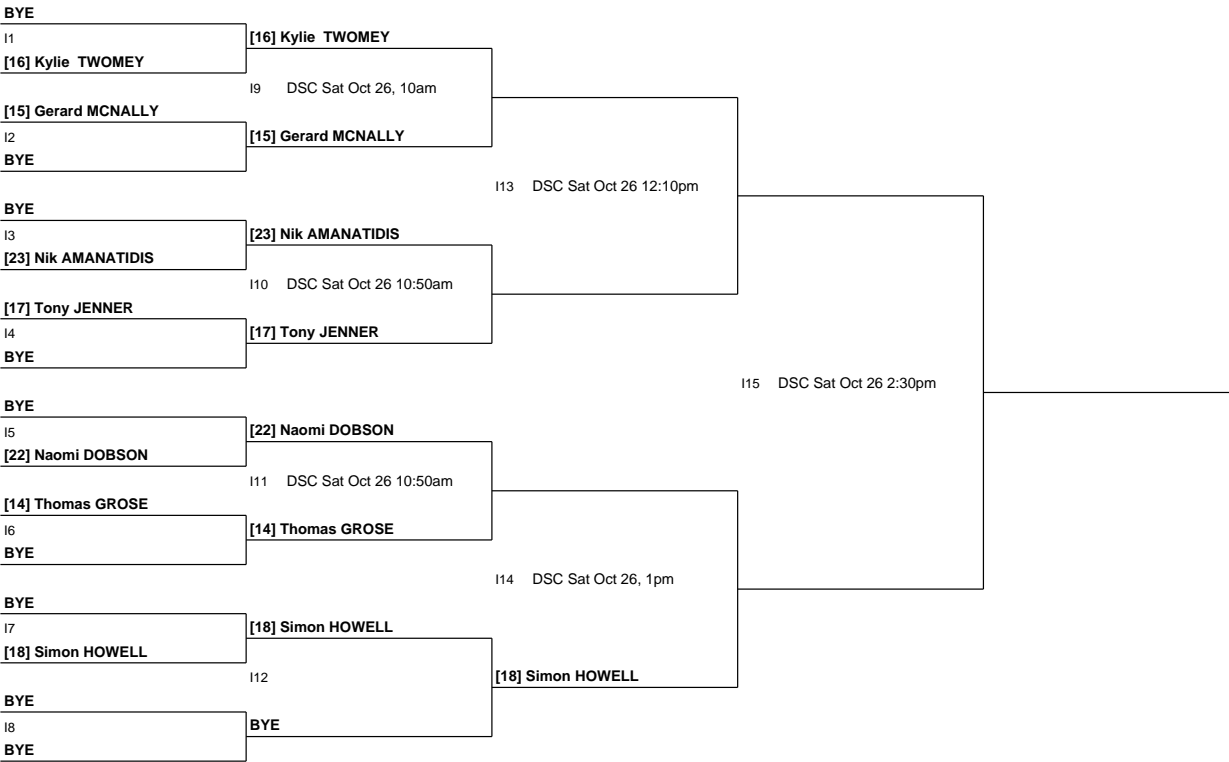 BYE
I1
[16] Kylie  TWOMEY
[16] Kylie  TWOMEY
I9 DSC Sat Oct 26, 10am
[15] Gerard MCNALLY
I2
BYE
[15] Gerard MCNALLY
I13 DSC Sat Oct 26 12:10pm
BYE
I3
[23] Nik AMANATIDIS
[23] Nik AMANATIDIS
I10 DSC Sat Oct 26 10:50am
[17] Tony JENNER
I4
BYE
[17] Tony JENNER
I15 DSC Sat Oct 26 2:30pm
BYE
I5
[22] Naomi DOBSON
[22] Naomi DOBSON
I11 DSC Sat Oct 26 10:50am
[14] Thomas GROSE
I6
BYE
[14] Thomas GROSE
I14 DSC Sat Oct 26, 1pm
BYE
I7
[18] Simon HOWELL
[18] Simon HOWELL
I12
[18] Simon HOWELL
BYE
I8
BYE
BYE